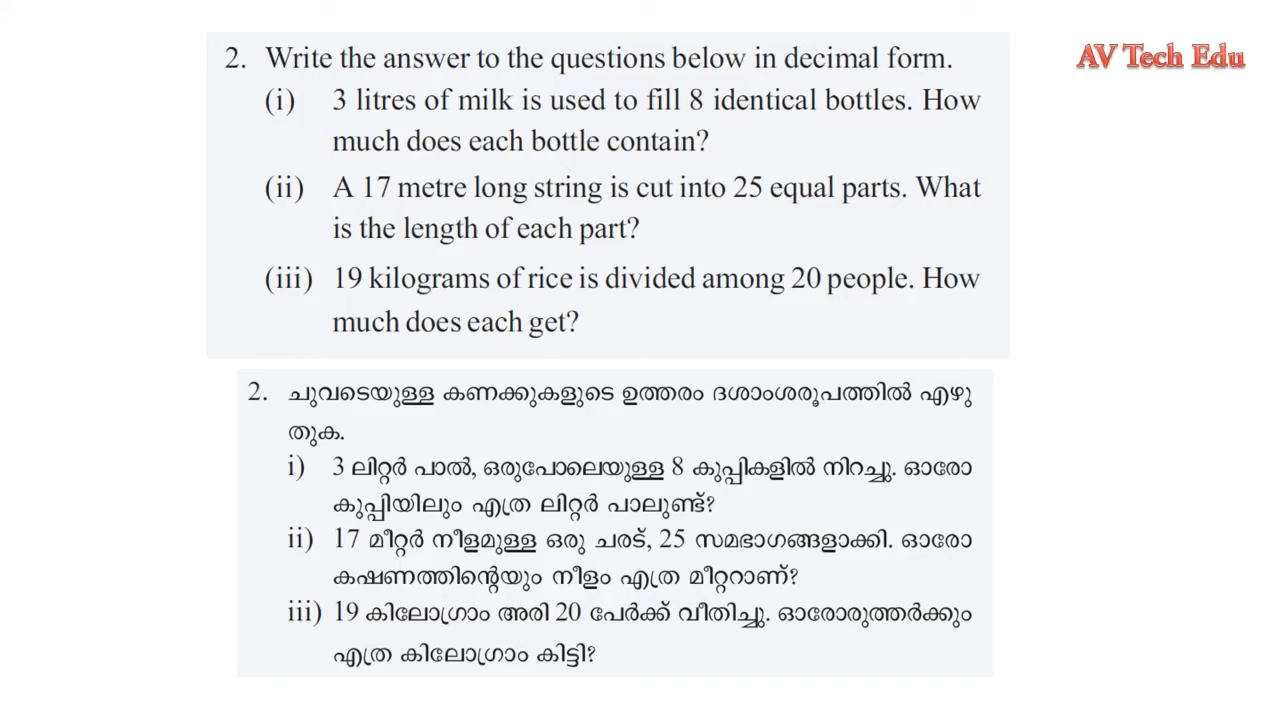 AV Tech Edu
2. Write the answer to the questions below in decimal form.
(i) 3 litres of milk is used to fill 8 identical bottles. How
much does each bottle contain?
(ii) A 17 metre long string is cut into 25 equal parts. What
is the length of each part?
(iii) 19 kilograms of rice is divided among 20 people. How
much does each get?
2. ചുവടെയുള്ള കണക്കുകളുടെ ഉത്തരം ദശാംശരൂപത്തിൽ എഴു
തുക.
i) 3 ലിറ്റർ പാൽ, ഒരുപോലെയുള്ള 8 കുപ്പികളിൽ നിറച്ചു. ഓരോ
കുപ്പിയിലും എത്ര ലിറ്റർ പാലുണ്ട്?
ii) 17 മീറ്റർ നീളമുള്ള ഒരു ചരട്, 25 സമഭാഗങ്ങളാക്കി. ഓരോ
കഷണത്തിന്റെയും നീളം എത്ര മീറ്ററാണ്?
iii) 19 കിലോഗ്രാം അരി 20 പേർക്ക് വീതിച്ചു. ഓരോരുത്തർക്കും
എത്ര കിലോഗ്രാം കിട്ടി?